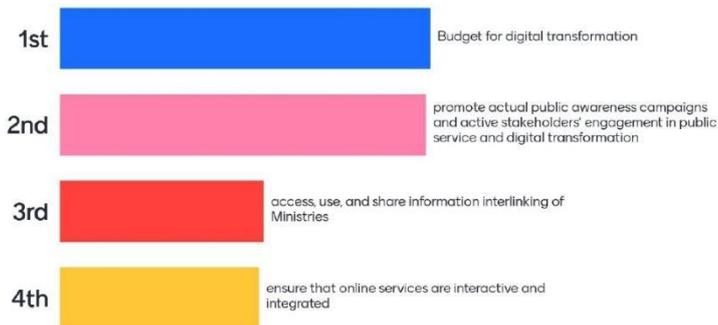 1st
Budget for digital transformation
2nd
promote actual public awareness campaigns
and active stakeholders' engagement in public
service and digital transformation
3rd
access, use, and share information interlinking of
Ministries
4th
ensure that online services are interactive and
integrated